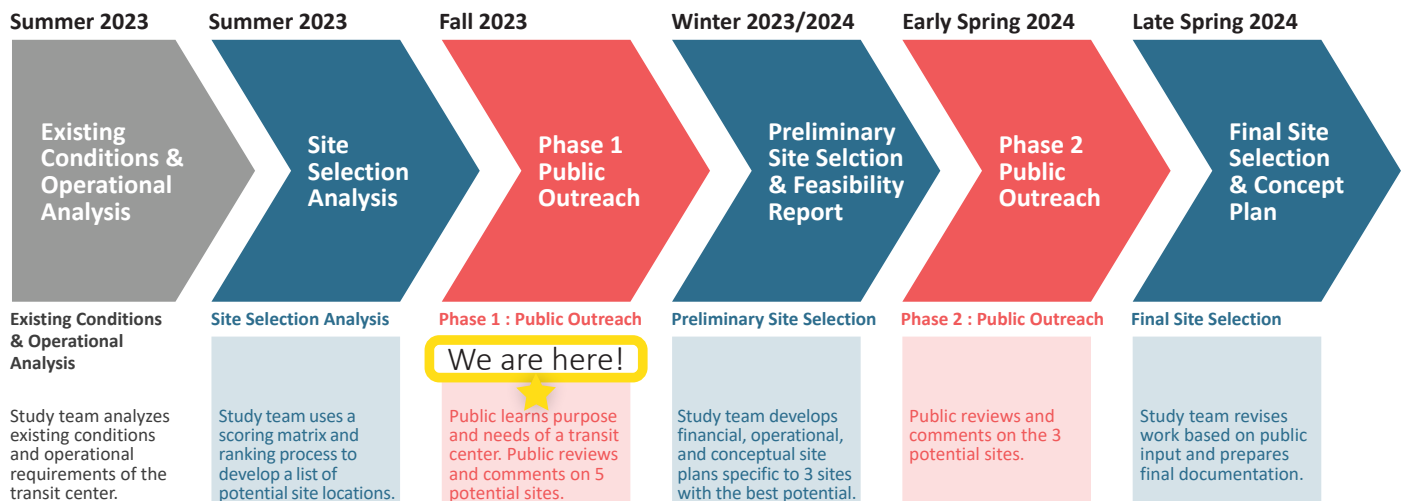 Summer 2023
Summer 2023
Fall 2023
Winter 2023/2024
Early Spring 2024
Late Spring 2024
Existing
Conditions &
Operational
Analysis
Site
Selection
Analysis
Phase 1
Public
Outreach
Preliminary
Site Selction
& Feasibility
Report
Phase 2
Public
Outreach
Final Site
Selection
& Concept
Plan
Existing Conditions
& Operational
Analysis
Study team analyzes
existing conditions
and operational
requirements of the
transit center.
Site Selection Analysis
Study team uses a
scoring matrix and
ranking process to
develop a list of
potential site locations.
Phase 1 : Public Outreach
We are here!
Public learns purpose
and needs of a transit
center. Public reviews
and comments on 5
potential sites.
Preliminary Site Selection
Study team develops
financial, operational,
and conceptual site
plans specific to 3 sites
with the best potential.
Phase 2 : Public Outreach
Public reviews and
comments on the 3
potential sites.
Final Site Selection
Study team revises
work based on public
input and prepares
final documentation.